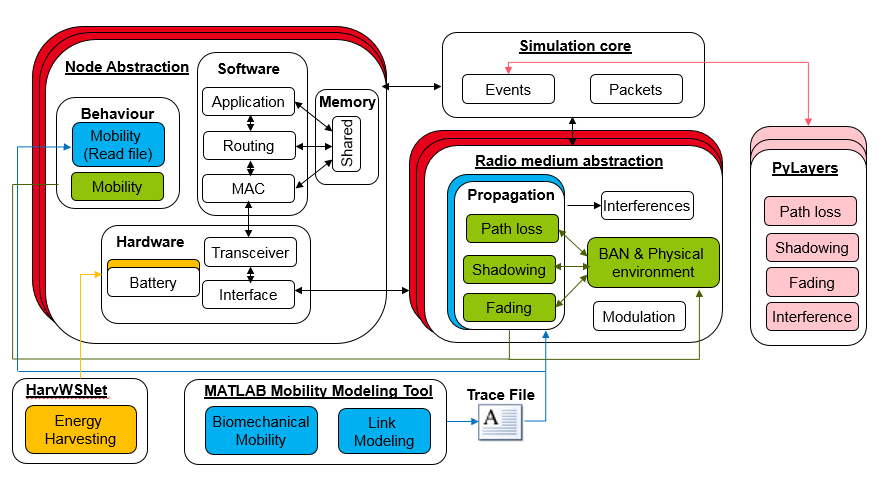 Node Abstraction
Behaviour
Mobility
(Read file)
Mobility
Software
Application
Routing
MAC
Memory
Shared
Hardware
Battery
Transceiver
Interface
Simulation core
Events
Packets
Radio medium abstraction
Propagation
Path loss
Shadowing
Fading
Interferences
BAN & Physical
environment
Modulation
PyLayers
Path loss
Shadowing
Fading
Interference
HarvWSNet
Energy
Harvesting
MATLAB Mobility Modeling Tool
Biomechanical
Mobility
Link
Modeling
Trace File
A